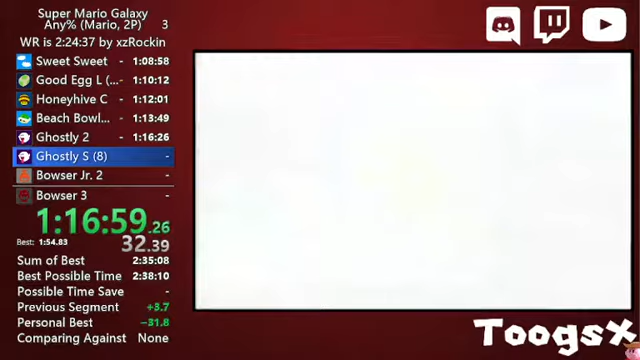 Super Mario Galaxy
Any% (Mario, 2P) 3
WR is 2:24:37 by xzRockin
Sweet Sweet - 1:08:58
Good Egg L (... - 1:10:12
Honeyhive C - 1:12:01
Beach Bowl... - 1:13:49
Ghostly 2 - 1:16:26
Ghostly S (8) -
Bowser Jr. 2 -
Bowser 3 -
1:16:59.26
Best: 1:54.83 32.39
Sum of Best 2:35:08
Best Possible Time 2:38:10
Possible Time Save -
Previous Segment +3.7
Personal Best −31.8
Comparing Against None
ToogsX